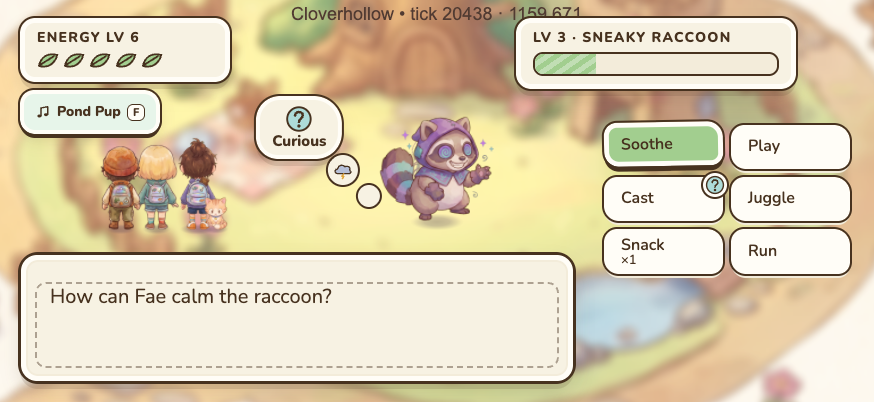 Cloverhollow • tick 20438 · 1159,671
ENERGY LV 6
LV 3 · SNEAKY RACCOON
Pond Pup F
?
Curious
Soothe
Play
Cast
?
Juggle
Snack
×1
Run
How can Fae calm the raccoon?